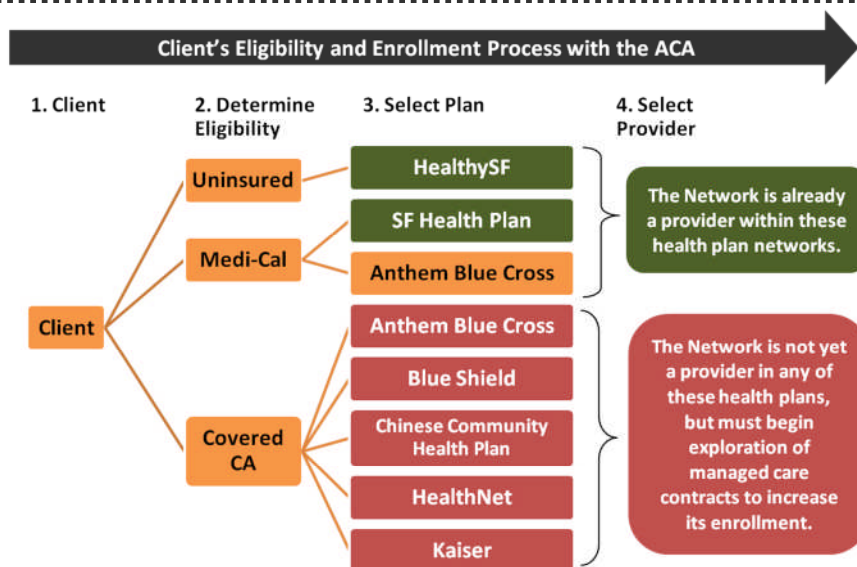 Client’s Eligibility and Enrollment Process with the ACA
1. Client
2. Determine
Eligibility
3. Select Plan
4. Select
Provider
Client
Uninsured
Medi-Cal
Covered
CA
HealthySF
SF Health Plan
Anthem Blue Cross
Anthem Blue Cross
Blue Shield
Chinese Community
Health Plan
HealthNet
Kaiser
The Network is already
a provider within these
health plan networks.
The Network is not yet
a provider in any of
these health plans,
but must begin
exploration of
managed care
contracts to increase
its enrollment.